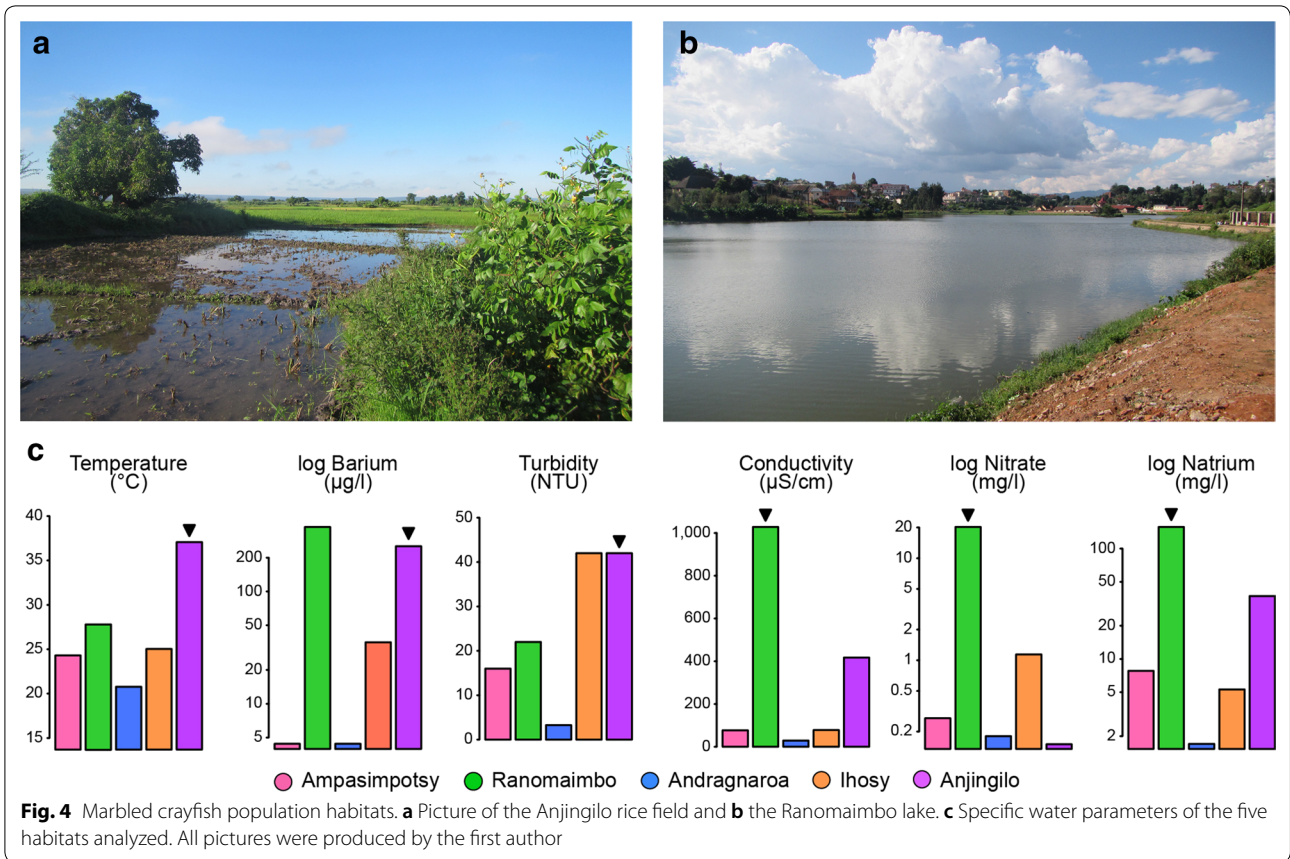 a
b
c
Temperature
(°C)
40
35
30
25
20
15
log Barium
(µg/l)
200
100
50
20
10
5
Turbidity
(NTU)
50
40
30
20
10
0
Conductivity
(µS/cm)
1,000
800
600
400
200
0
log Nitrate
(mg/l)
20
10
5
2
1
0.5
0.2
log Natrium
(mg/l)
100
50
20
10
5
2
Ampasimpotsy Ranomaimbo Andragnaroa Ihosy Anjingilo
Fig. 4 Marbled crayfish population habitats. a Picture of the Anjingilo rice field and b the Ranomaimbo lake. c Specific water parameters of the five
habitats analyzed. All pictures were produced by the first author